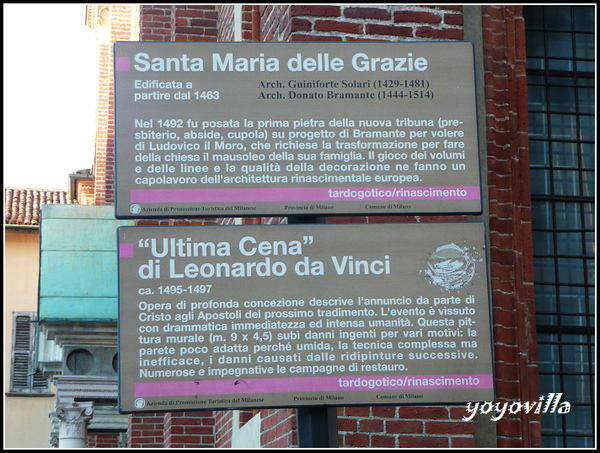 Santa Maria delle Grazie
Edificata a
partire dal 1463
Arch. Guiniforte Solari (1429-1481)
Arch. Donato Bramante (1444-1514)
Nel 1492 fu posata la prima pietra della nuova tribuna (pre-
sbiterio, abside, cupola) su progetto di Bramante per volere
di Ludovico il Moro, che richiese la trasformazione per fare
della chiesa il mausoleo della sua famiglia. Il gioco dei volumi
e delle linee e la qualità della decorazione ne fanno un
capolavoro dell'architettura rinascimentale europea.
tardogotico/rinascimento
Azienda di Promozione Turistica del Milanese
Provincia di Milano
Comune di Milano
“Ultima Cena”
di Leonardo da Vinci
ca. 1495-1497
Opera di profonda concezione descrive l'annuncio da parte di
Cristo agli Apostoli del prossimo tradimento. L'evento è vissuto
con drammatica immediatezza ed intensa umanità. Questa pit-
tura murale (m. 9 x 4,5) subì danni ingenti per vari motivi: la
parete poco adatta perché umida, la tecnica complessa ma
inefficace, i danni causati dalle ridipinture successive.
Numerose e impegnative le campagne di restauro.
tardogotico/rinascimento
Azienda di Promozione Turistica del Milanese
Provincia di Milano
Comune di Milano
yoyovilla